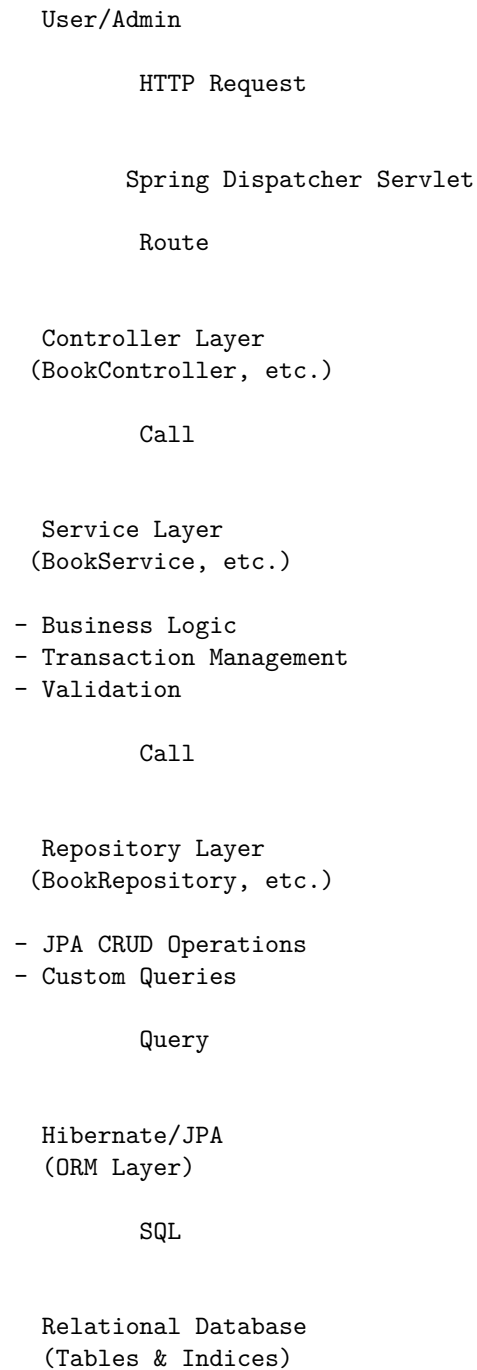 User/Admin
HTTP Request
Spring Dispatcher Servlet
Route
Controller Layer
(BookController, etc.)
Call
Service Layer
(BookService, etc.)
- Business Logic
- Transaction Management
- Validation
Call
Repository Layer
(BookRepository, etc.)
- JPA CRUD Operations
- Custom Queries
Query
Hibernate/JPA
(ORM Layer)
SQL
Relational Database
(Tables & Indices)